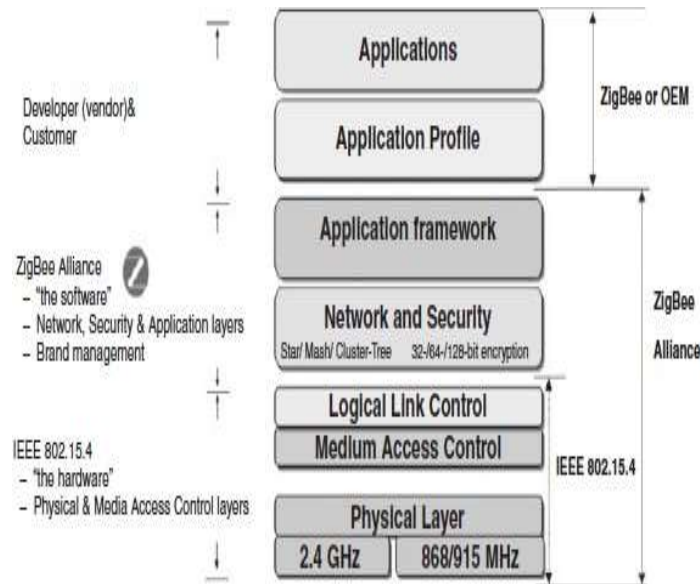 Applications
ZigBee or OEM
Developer (vendor)&
Customer
Application Profile
Application framework
ZigBee Alliance
– "the software"
– Network, Security & Application layers
– Brand management
Network and Security
Star/ Mash/ Cluster-Tree 32-/64-/128-bit encryption
ZigBee
Alliance
Logical Link Control
Medium Access Control
IEEE 802.15.4
– "the hardware"
– Physical & Media Access Control layers
IEEE 802.15.4
Physical Layer
2.4 GHz
868/915 MHz